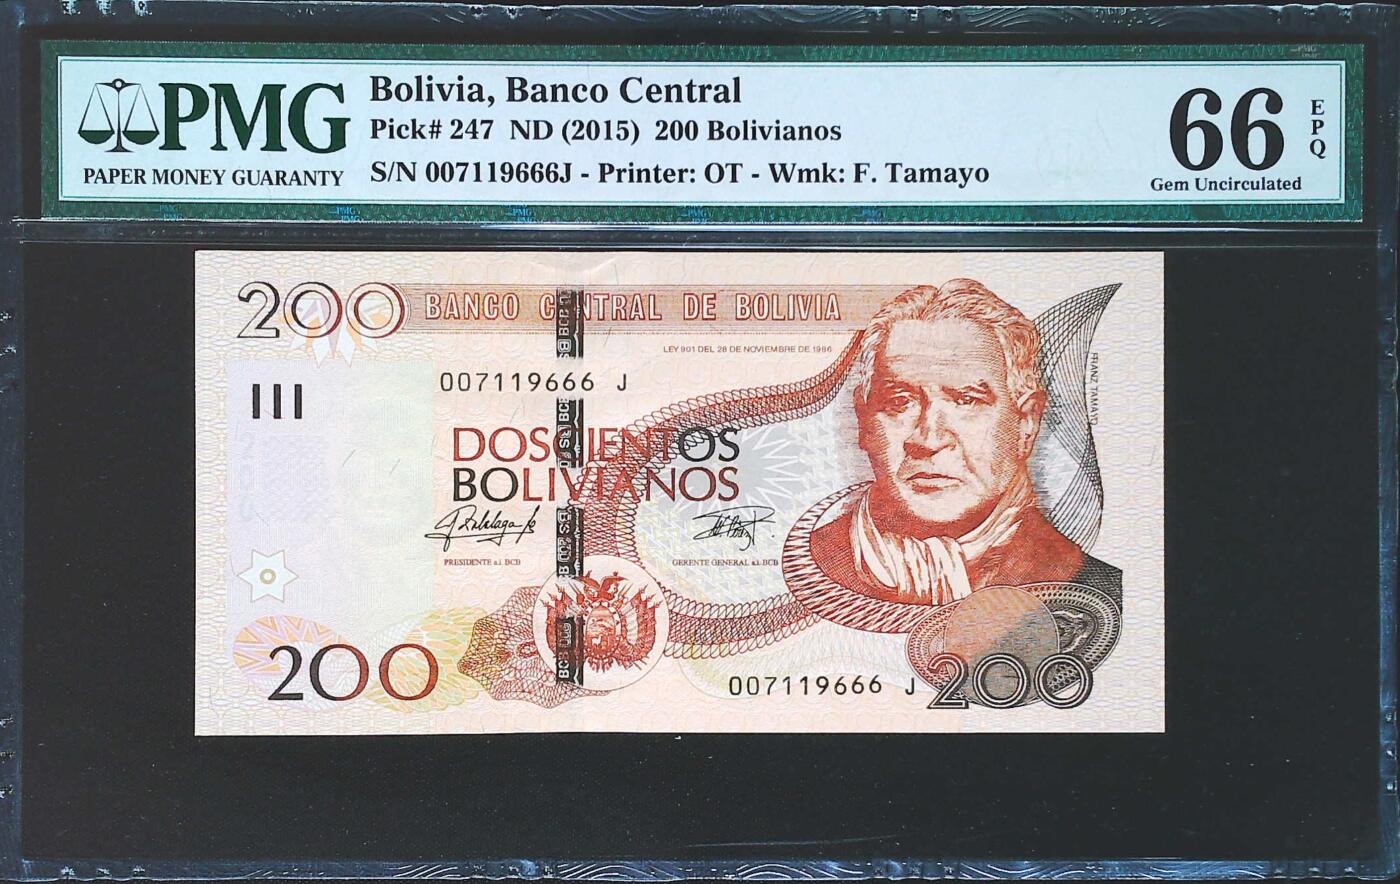 PMG
PAPER MONEY GUARANTY
Bolivia, Banco Central
Pick# 247 ND (2015) 200 Bolivianos
S/N 007119666J - Printer: OT - Wmk: F. Tamayo
66
EPQ
Gem Uncirculated
200
BANCO CENTRAL DE BOLIVIA
LEY 901 DEL 28 DE NOVIEMBRE DE 1986
007119666 J
FRANZ TAMAYO
DOSCIENTOS
BOLIVIANOS
PRESIDENTE a.i. BCB
GERENTE GENERAL a.i. BCB
200
007119666 J
200